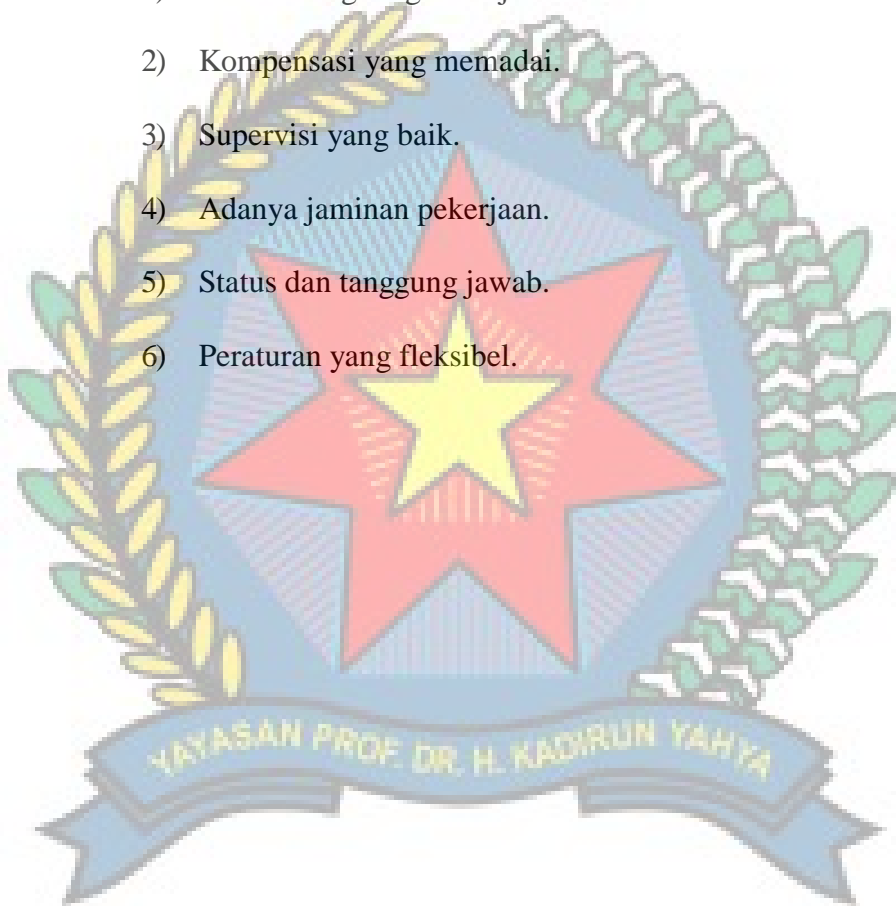 2) Kompensasi yang memadai.
3) Supervisi yang baik.
4) Adanya jaminan pekerjaan.
5) Status dan tanggung jawab.
6) Peraturan yang fleksibel.
YAYASAN PROF. DR. H. KADIRUN YAHYA